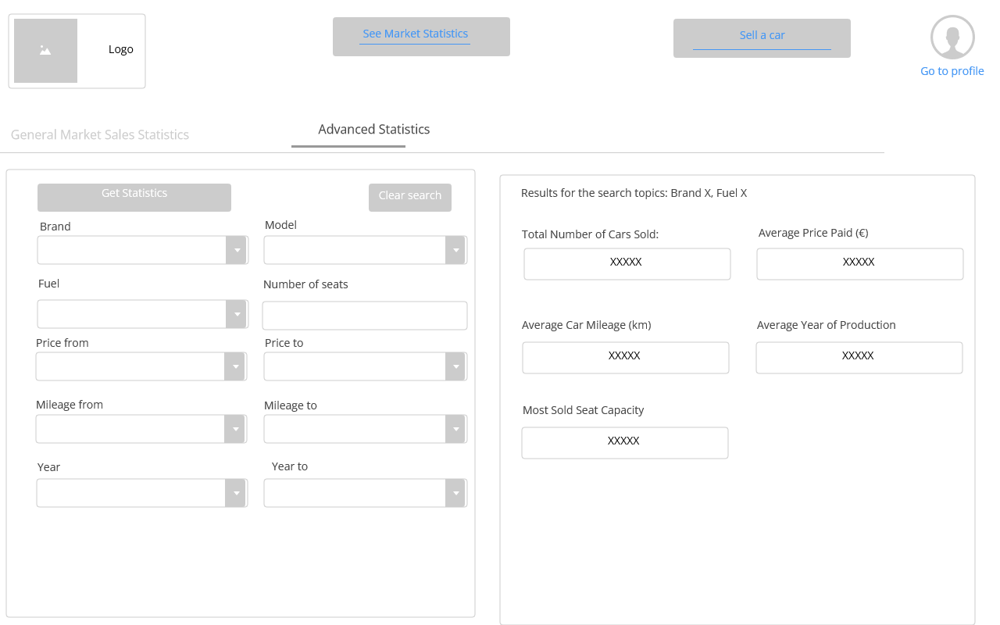 Logo
See Market Statistics
Sell a car
Go to profile
General Market Sales Statistics
Advanced Statistics
Get Statistics
Clear search
Brand
Model
Fuel
Number of seats
Price from
Price to
Mileage from
Mileage to
Year
Year to
Results for the search topics: Brand X, Fuel X
Total Number of Cars Sold:
Average Price Paid (€)
XXXXX
XXXXX
Average Car Mileage (km)
Average Year of Production
XXXXX
XXXXX
Most Sold Seat Capacity
XXXXX